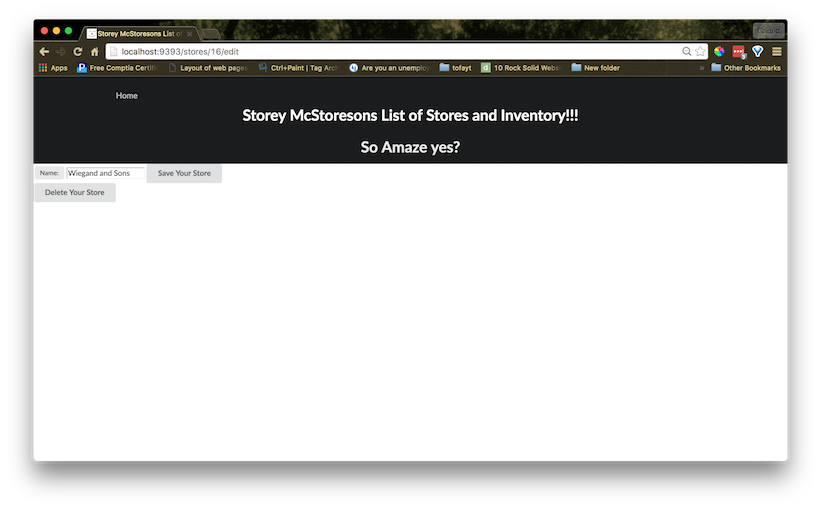 Storey McStoresons List of
localhost:9393/stores/16/edit
Apps Free Comptia Certifi Layout of web pages Ctrl+Paint | Tag Arch Are you an unemploy tofayt 10 Rock Solid Webs New folder » Other Bookmarks
Home
Storey McStoresons List of Stores and Inventory!!!
So Amaze yes?
Name: Wiegand and Sons Save Your Store
Delete Your Store